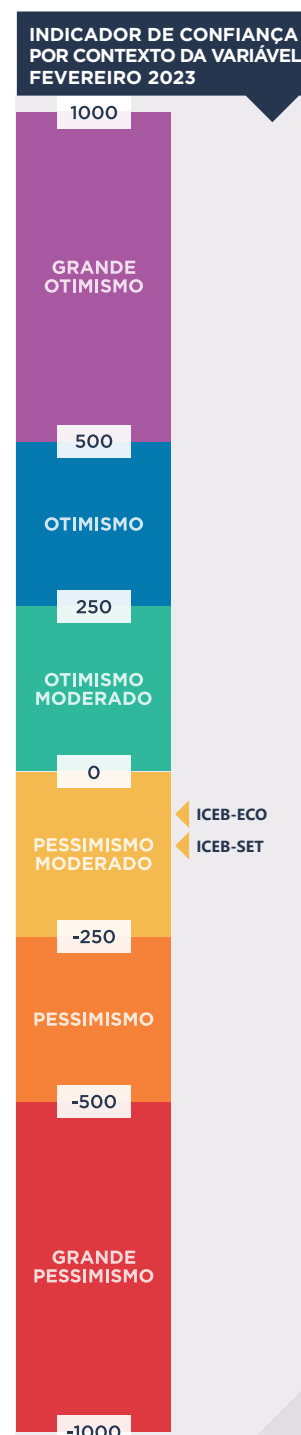 INDICADOR DE CONFIANÇA
POR CONTEXTO DA VARIÁVEL
FEVEREIRO 2023
1000
GRANDE
OTIMISMO
500
OTIMISMO
250
OTIMISMO
MODERADO
0
ICEB-ECO
PESSIMISMO
MODERADO
ICEB-SET
-250
PESSIMISMO
-500
GRANDE
PESSIMISMO
-1000